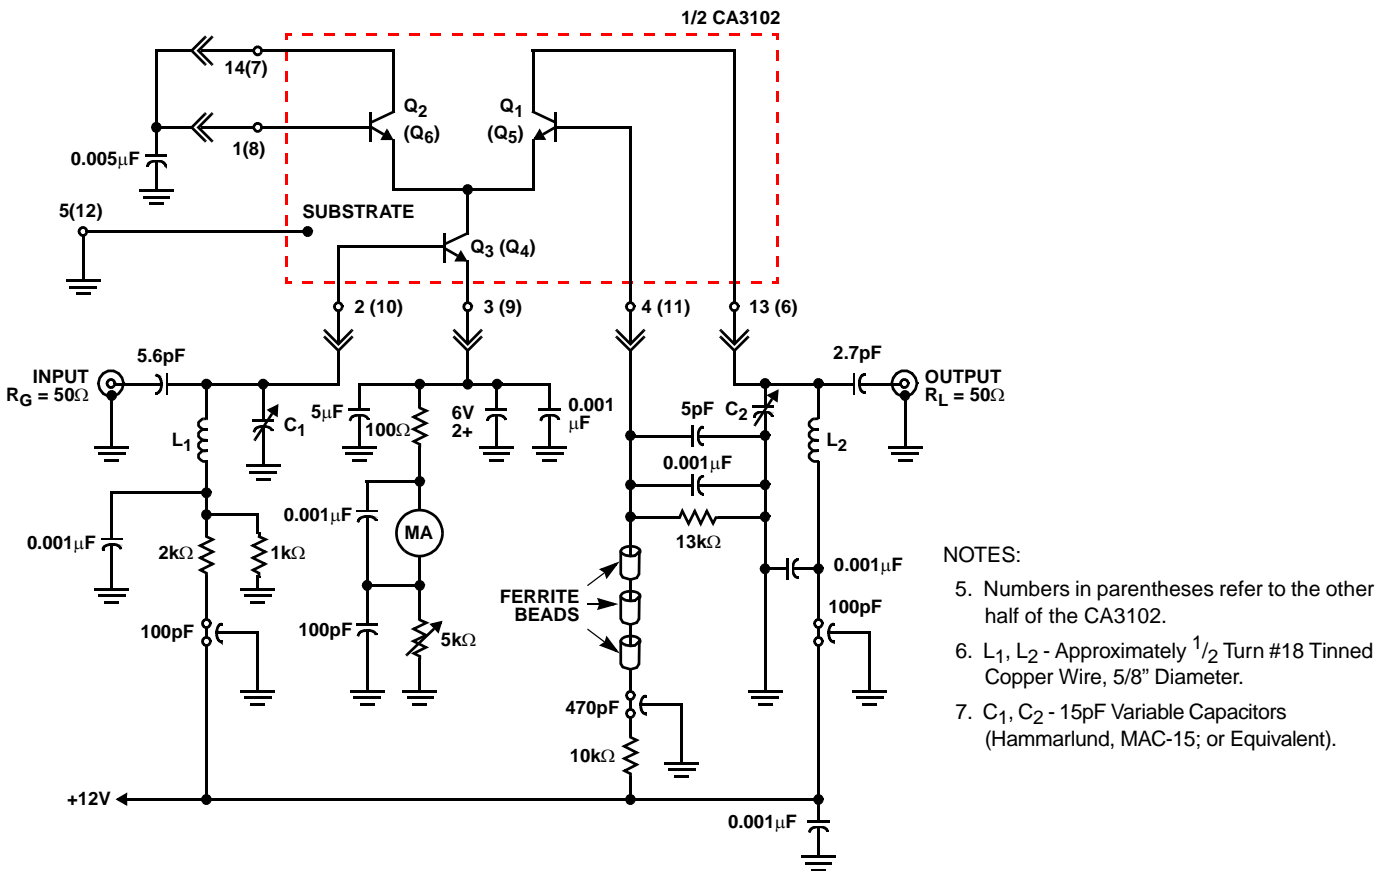 1/2 CA3102
14(7)
Q2
(Q6)
Q1
(Q5)
1(8)
0.005μF
5(12)
SUBSTRATE
Q3 (Q4)
2 (10)
3 (9)
4 (11)
13 (6)
5.6pF
2.7pF
INPUT
RG = 50Ω
OUTPUT
RL = 50Ω
L1
C1
5μF
100Ω
6V
2+
0.001
μF
5pF
C2
L2
0.001μF
0.001μF
2kΩ
1kΩ
0.001μF
MA
13kΩ
0.001μF
FERRITE
BEADS
100pF
100pF
100pF
5kΩ
470pF
10kΩ
+12V
0.001μF
NOTES:
5. Numbers in parentheses refer to the other
half of the CA3102.
6. L1, L2 - Approximately 1/2 Turn #18 Tinned
Copper Wire, 5/8” Diameter.
7. C1, C2 - 15pF Variable Capacitors
(Hammarlund, MAC-15; or Equivalent).